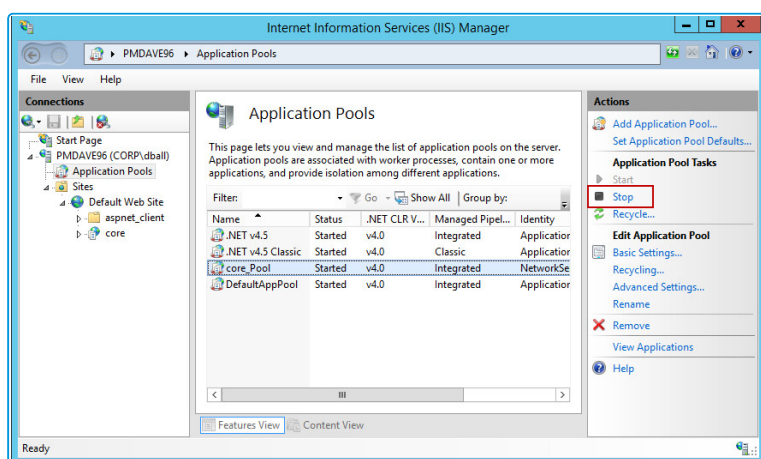 Internet Information Services (IIS) Manager
PMDAVE96 Application Pools
File View Help
Connections
Start Page
PMDAVE96 (CORP\dball)
Application Pools
Sites
Default Web Site
aspnet_client
core
Application Pools
This page lets you view and manage the list of application pools on the server.
Application pools are associated with worker processes, contain one or more
applications, and provide isolation among different applications.
Filter: Go Show All Group by:
Name Status .NET CLR V... Managed Pipel... Identity
.NET v4.5 Started v4.0 Integrated Application
.NET v4.5 Classic Started v4.0 Classic Application
core_Pool Started v4.0 Integrated NetworkSe
DefaultAppPool Started v4.0 Integrated Application
Features View Content View
Actions
Add Application Pool...
Set Application Pool Defaults...
Application Pool Tasks
Start
Stop
Recycle...
Edit Application Pool
Basic Settings...
Recycling...
Advanced Settings...
Rename
Remove
View Applications
Help
Ready